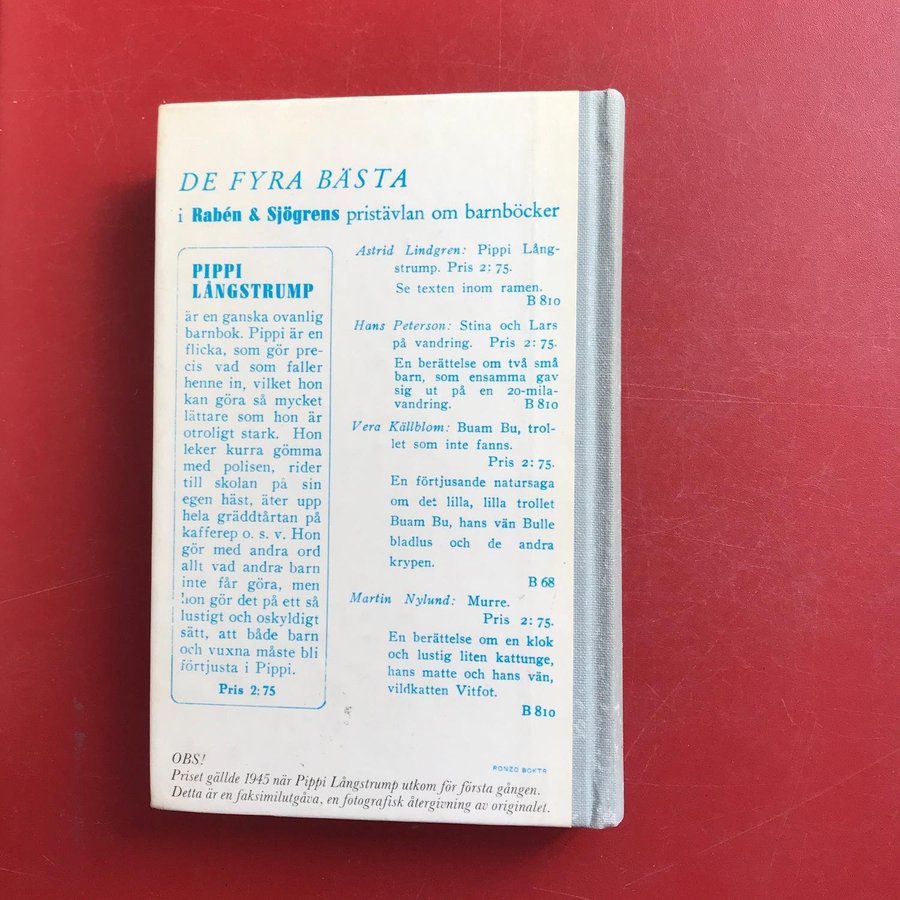 DE FYRA BÄSTA
i Rabén & Sjögrens pristävlan om barnböcker
PIPPI
LÅNGSTRUMP
är en ganska ovanlig
barnbok. Pippi är en
flicka, som gör pre-
cis vad som faller
henne in, vilket hon
kan göra så mycket
lättare som hon är
otroligt stark. Hon
leker kurra gömma
med polisen, rider
till skolan på sin
egen häst, äter upp
hela gräddtårtan på
kafferep o. s. v. Hon
gör med andra ord
allt vad andra barn
inte får göra, men
hon gör det på ett så
lustigt och oskyldigt
sätt, att både barn
och vuxna måste bli
förtjusta i Pippi.
Pris 2:75
Astrid Lindgren: Pippi Lång-
strump. Pris 2:75.
Se texten inom ramen.
B 810
Hans Peterson: Stina och Lars
på vandring. Pris 2:75.
En berättelse om två små
barn, som ensamma gav
sig ut på en 20-mila-
vandring. B 810
Vera Källblom: Buam Bu, trol-
let som inte fanns.
Pris 2:75.
En förtjusande natursaga
om det lilla, lilla trollet
Buam Bu, hans vän Bulle
bladlus och de andra
krypen.
B 68
Martin Nylund: Murre.
Pris 2:75.
En berättelse om en klok
och lustig liten kattunge,
hans matte och hans vän,
vildkatten Vitfot.
B 810
RONZO BOKTR
OBS!
Priset gällde 1945 när Pippi Långstrump utkom för första gången.
Detta är en faksimilutgåva, en fotografisk återgivning av originalet.